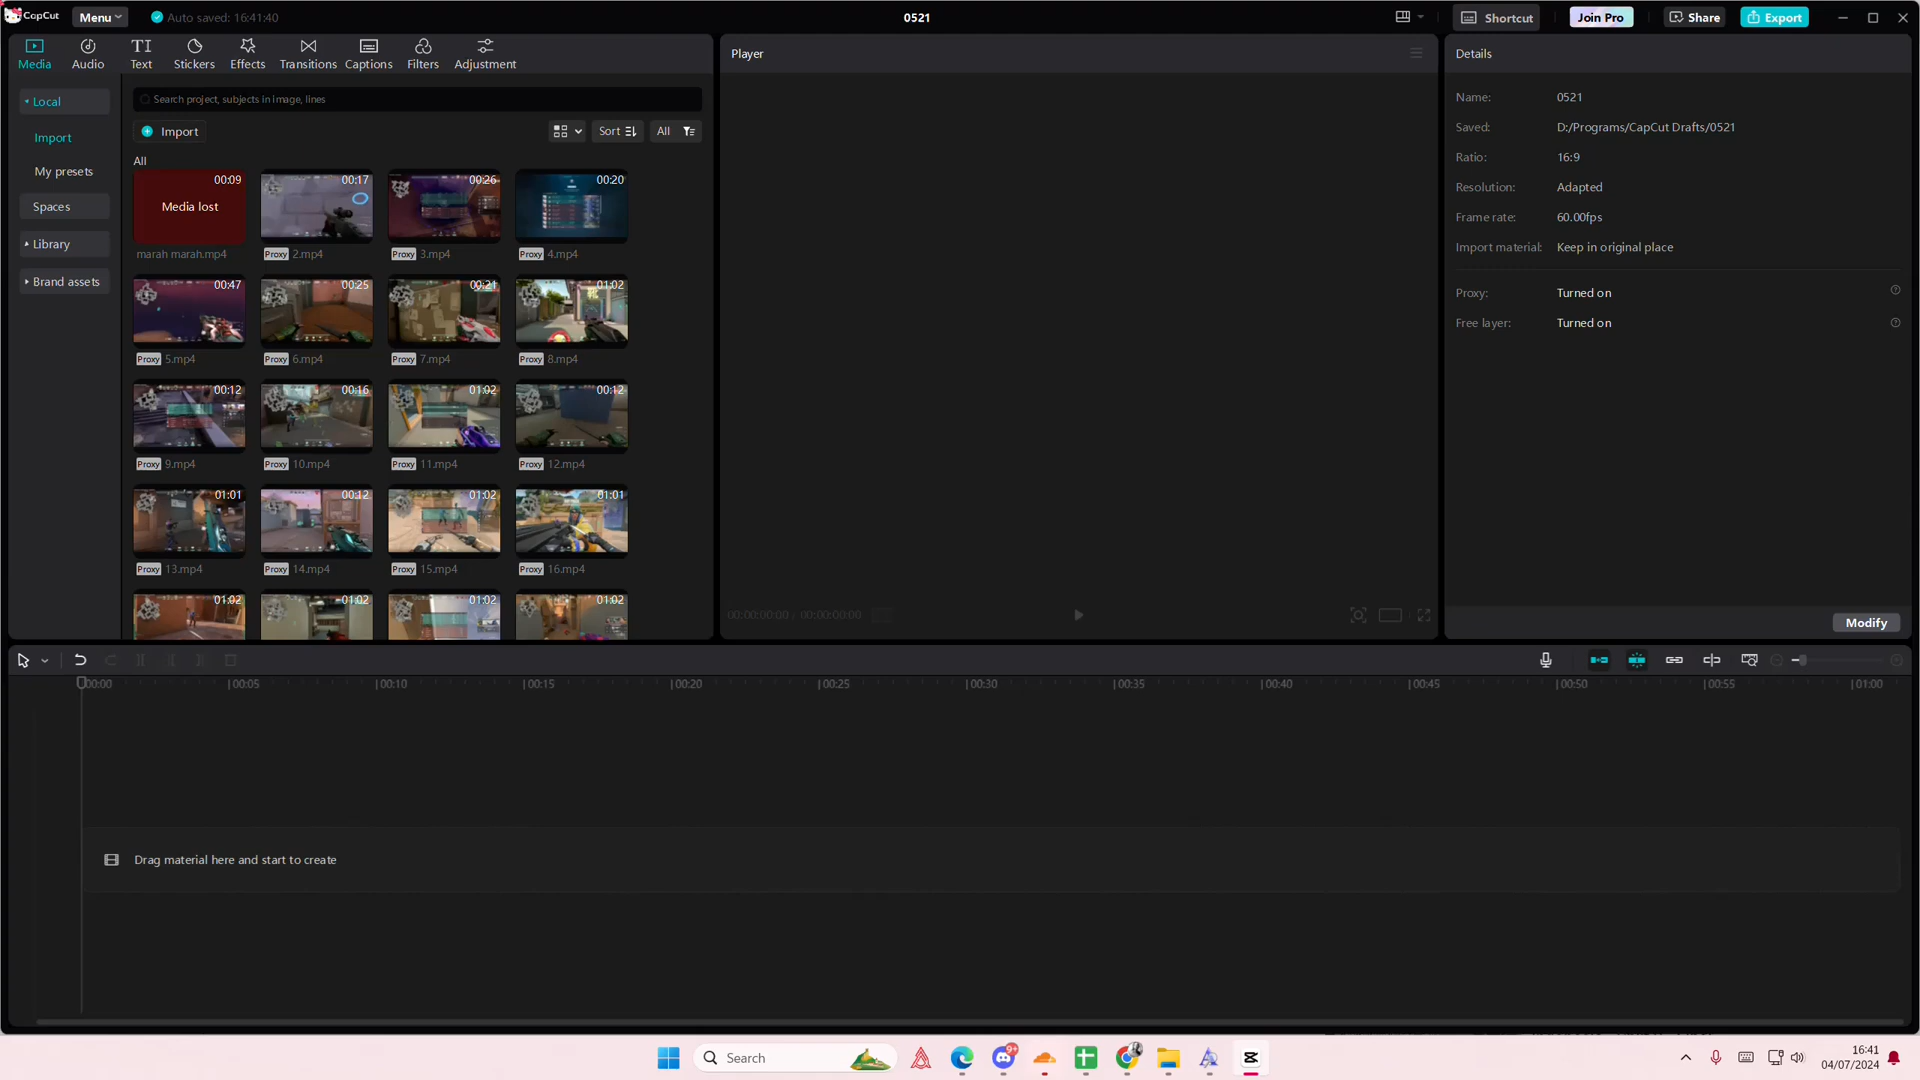 CapCut
Menu
Auto saved: 16:41:40
0521
Shortcut
Join Pro
Share
Export
Media
Audio
TI
Text
Stickers
Effects
Transitions
Captions
Filters
Adjustment
Local
Import
My presets
Spaces
Library
Brand assets
Search project, subjects in image, lines
Import
Sort
All
All
00:09
Media lost
marah marah.mp4
00:17
Proxy 2.mp4
00:26
Proxy 3.mp4
00:20
Proxy 4.mp4
00:47
Proxy 5.mp4
00:25
Proxy 6.mp4
00:21
Proxy 7.mp4
01:02
Proxy 8.mp4
00:12
Proxy 9.mp4
00:16
Proxy 10.mp4
01:02
Proxy 11.mp4
00:12
Proxy 12.mp4
01:01
Proxy 13.mp4
00:12
Proxy 14.mp4
01:02
Proxy 15.mp4
01:01
Proxy 16.mp4
01:02
01:02
01:02
01:02
Player
00:00:00:00 / 00:00:00:00
Details
Name: 0521
Saved: D:/Programs/CapCut Drafts/0521
Ratio: 16:9
Resolution: Adapted
Frame rate: 60.00fps
Import material: Keep in original place
Proxy: Turned on
Free layer: Turned on
Modify
00:00 |00:05 |00:10 |00:15 |00:20 |00:25 |00:30 |00:35 |00:40 |00:45 |00:50 |00:55 |01:00
Drag material here and start to create
Search
9+
16:41
04/07/2024